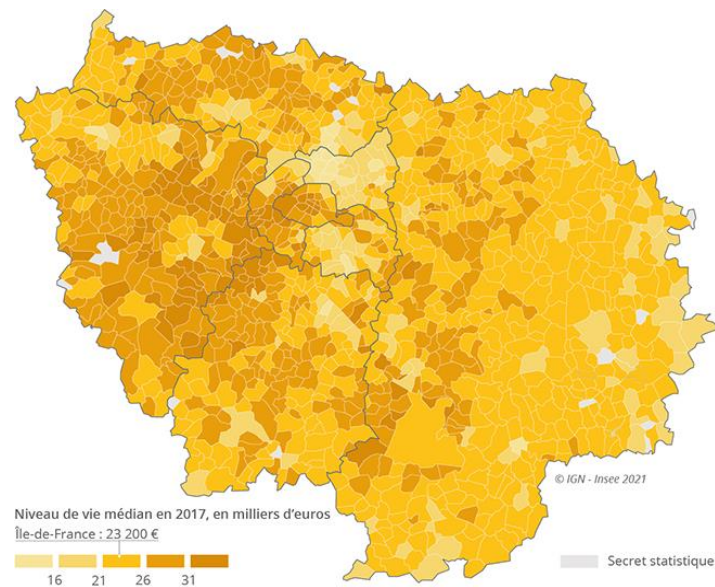 © IGN - Insee 2021
Niveau de vie médian en 2017, en milliers d'euros
Île-de-France : 23 200 €
16 21 26 31
Secret statistique